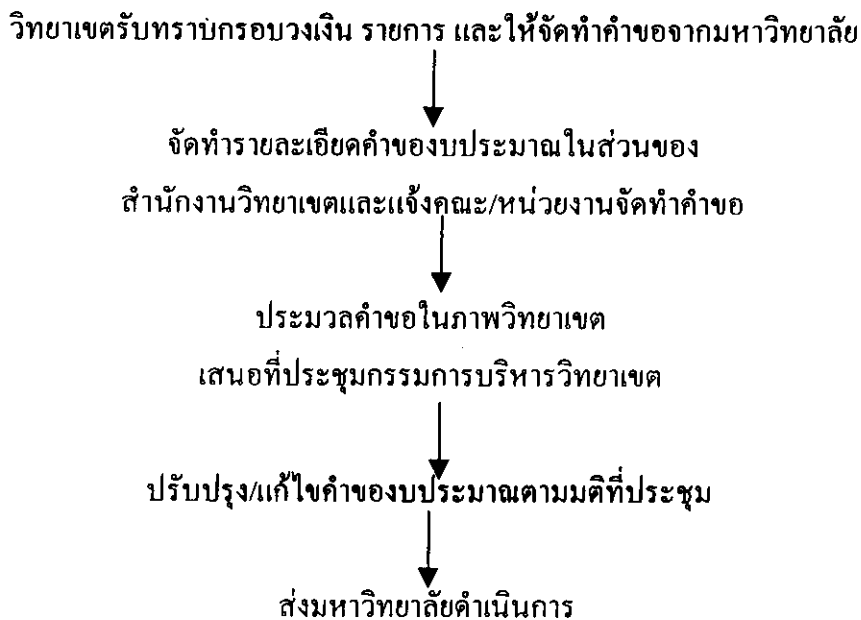 วิทยาเขตรับทราบกรอบวงเงิน รายการ และให้จัดทำคำขอจากมหาวิทยาลัย
จัดทำรายละเอียดคำของบประมาณในส่วนของ
สำนักงานวิทยาเขตและแจ้งคณะ/หน่วยงานจัดทำคำขอ
ประมวลคำขอในภาพวิทยาเขต
เสนอที่ประชุมกรรมการบริหารวิทยาเขต
ปรับปรุง/แก้ไขคำของบประมาณตามมติที่ประชุม
ส่งมหาวิทยาลัยดำเนินการ